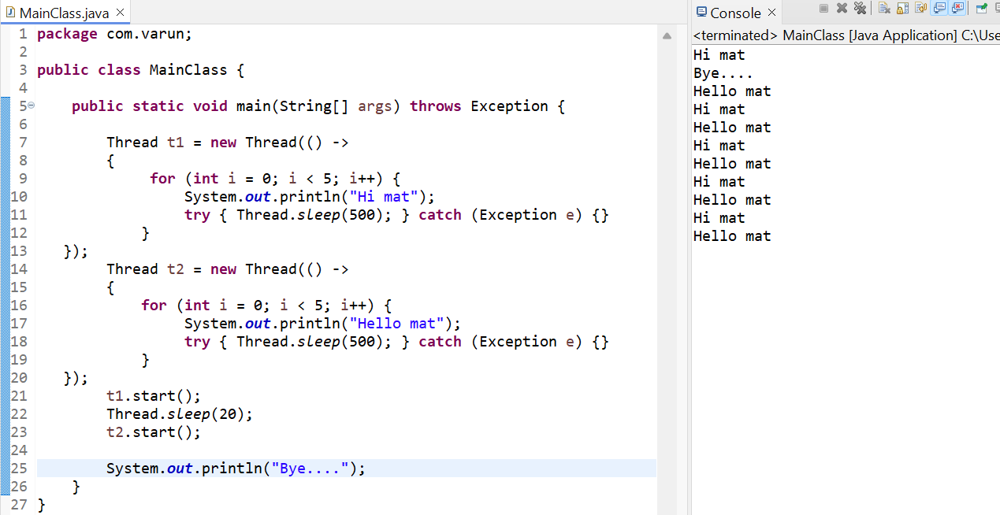 MainClass.java
1 package com.varun;
2
3 public class MainClass {
4
5 public static void main(String[] args) throws Exception {
6
7 Thread t1 = new Thread(() ->
8 {
9 for (int i = 0; i < 5; i++) {
10 System.out.println("Hi mat");
11 try { Thread.sleep(500); } catch (Exception e) {}
12 }
13 });
14 Thread t2 = new Thread(() ->
15 {
16 for (int i = 0; i < 5; i++) {
17 System.out.println("Hello mat");
18 try { Thread.sleep(500); } catch (Exception e) {}
19 }
20 });
21 t1.start();
22 Thread.sleep(20);
23 t2.start();
24
25 System.out.println("Bye....");
26 }
27 }
Console
<terminated> MainClass [Java Application] C:\Use
Hi mat
Bye....
Hello mat
Hi mat
Hello mat
Hi mat
Hello mat
Hi mat
Hello mat
Hi mat
Hello mat